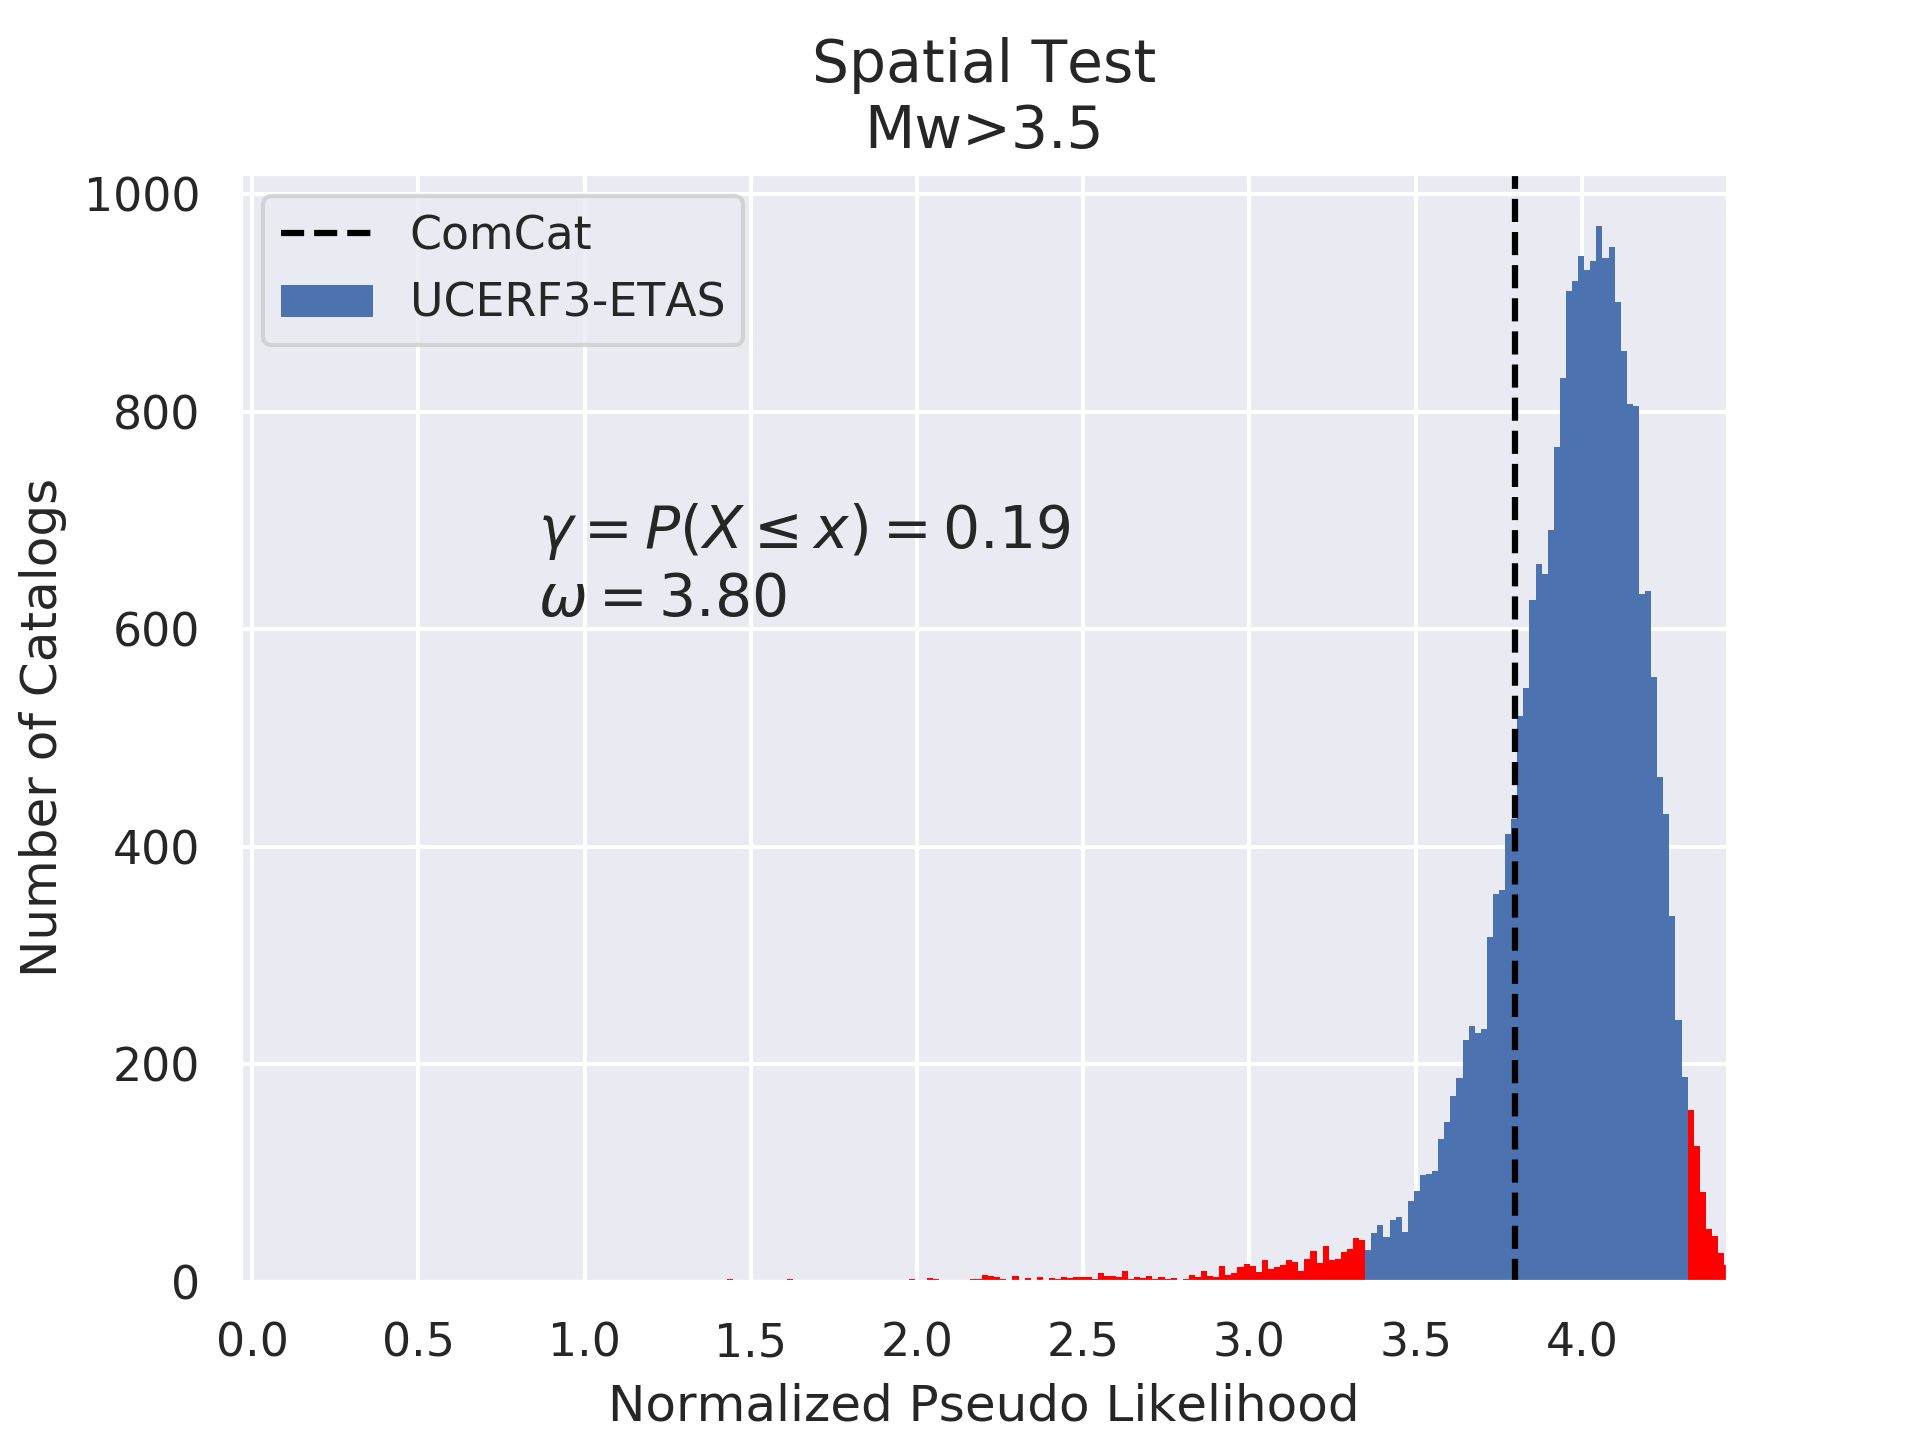 Spatial Test
Mw>3.5
1000
800
600
400
200
0
Number of Catalogs
ComCat
UCERF3-ETAS
γ = P(X ≤ x) = 0.19
ω = 3.80
0.0 0.5 1.0 1.5 2.0 2.5 3.0 3.5 4.0
Normalized Pseudo Likelihood